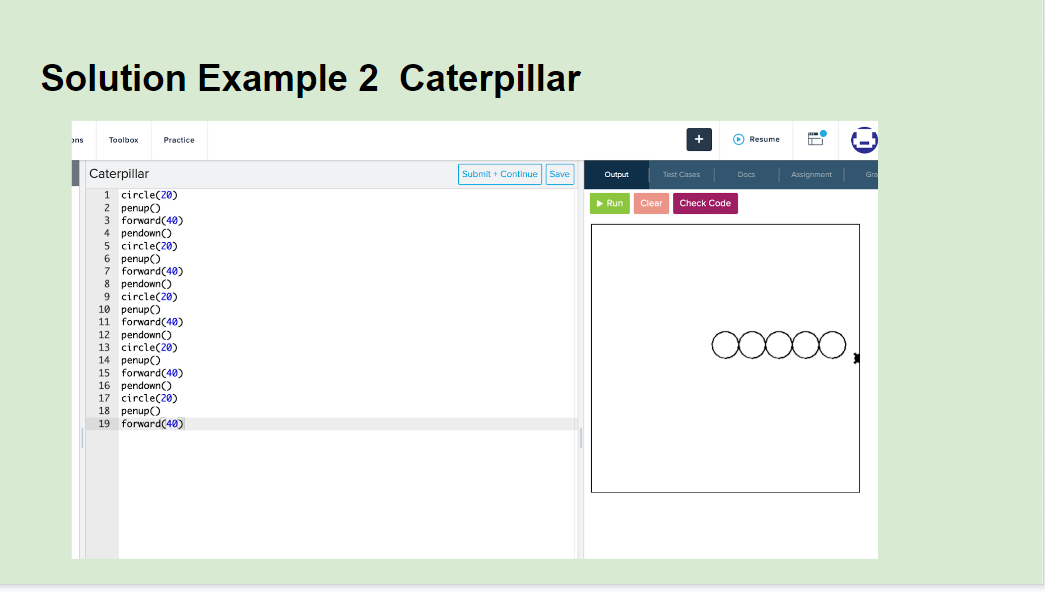 Solution Example 2 Caterpillar
ons Toolbox Practice + Resume
Caterpillar Submit + Continue Save Output Test Cases Docs Assignment Gra
Run Clear Check Code
1 circle(20)
2 penup()
3 forward(40)
4 pendown()
5 circle(20)
6 penup()
7 forward(40)
8 pendown()
9 circle(20)
10 penup()
11 forward(40)
12 pendown()
13 circle(20)
14 penup()
15 forward(40)
16 pendown()
17 circle(20)
18 penup()
19 forward(40)